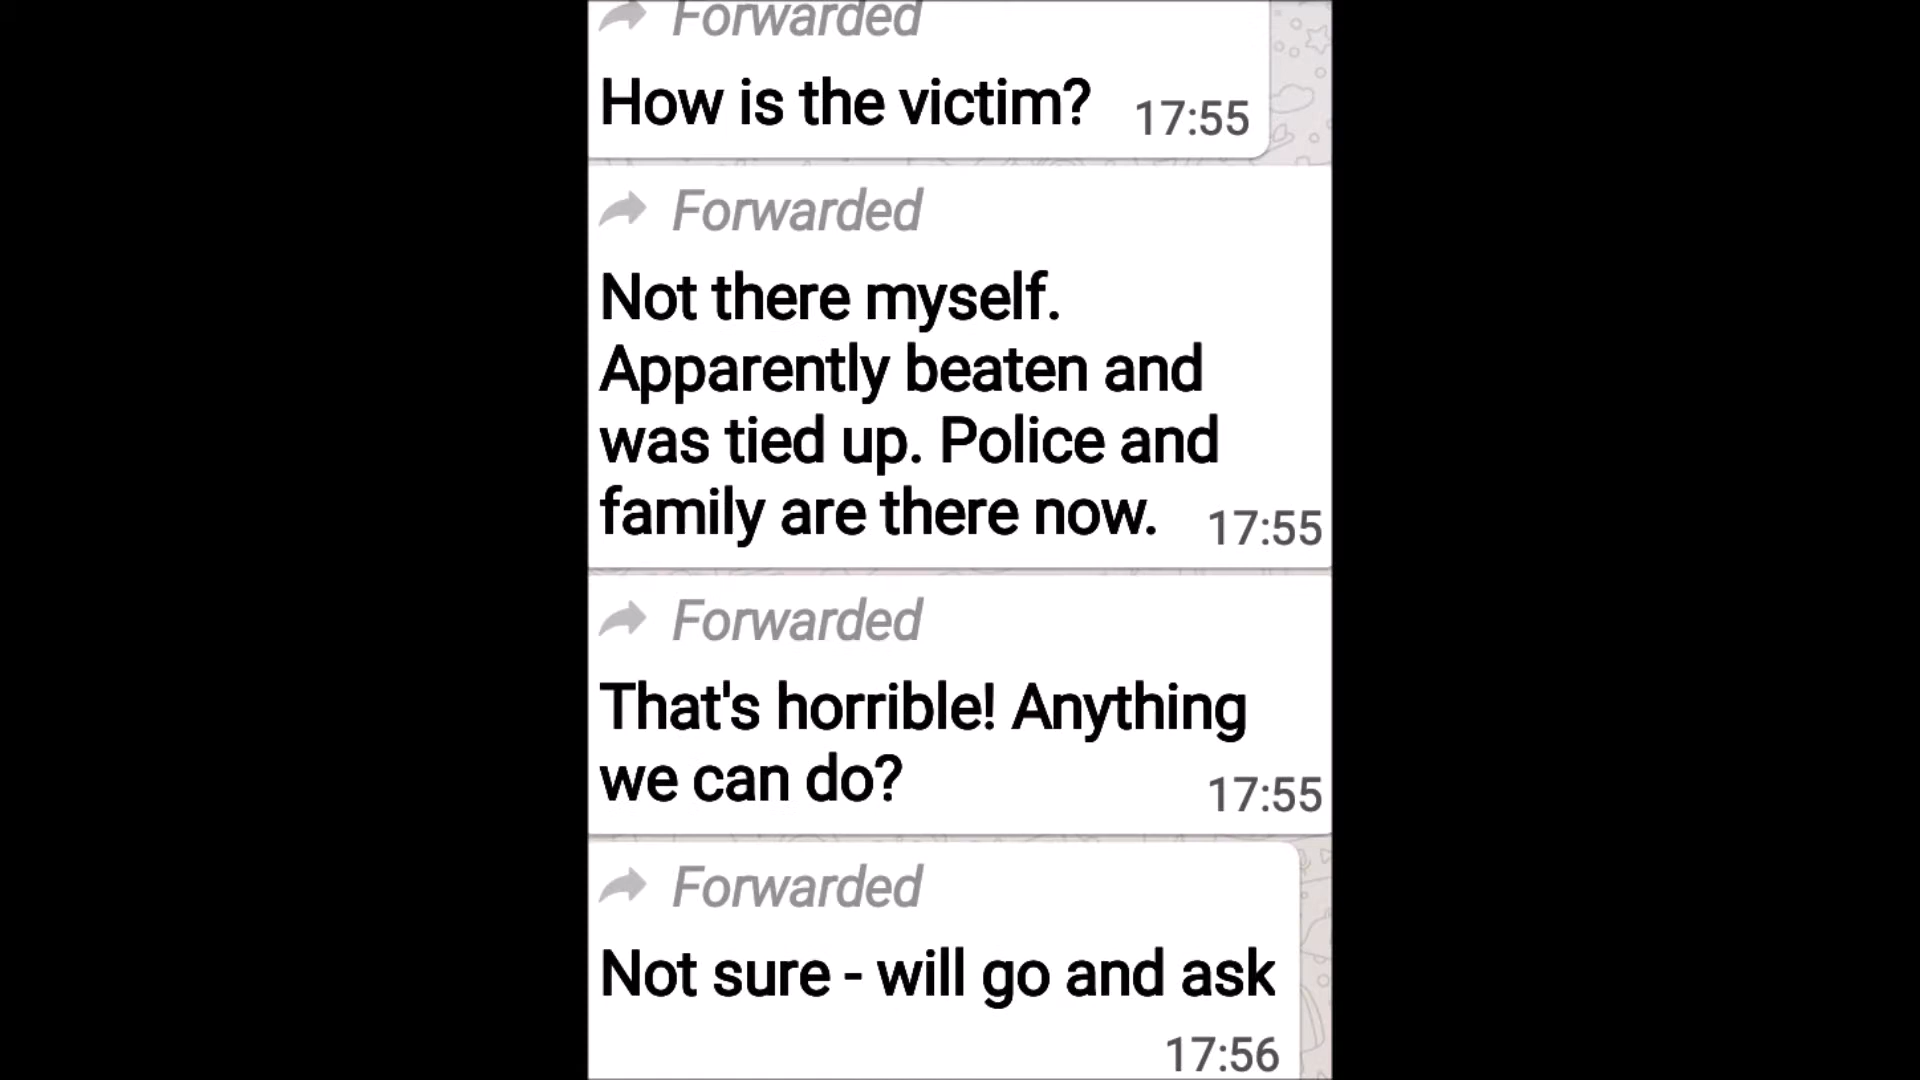 Forwarded
How is the victim? 17:55
Forwarded
Not there myself.
Apparently beaten and
was tied up. Police and
family are there now. 17:55
Forwarded
That's horrible! Anything
we can do? 17:55
Forwarded
Not sure - will go and ask
17:56